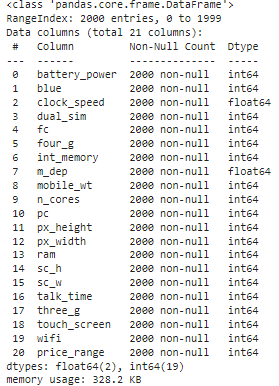 <class 'pandas.core.frame.DataFrame'>
RangeIndex: 2000 entries, 0 to 1999
Data columns (total 21 columns):
 #   Column         Non-Null Count  Dtype
---  ------         --------------  -----
 0   battery_power  2000 non-null   int64
 1   blue           2000 non-null   int64
 2   clock_speed    2000 non-null   float64
 3   dual_sim       2000 non-null   int64
 4   fc             2000 non-null   int64
 5   four_g         2000 non-null   int64
 6   int_memory     2000 non-null   int64
 7   m_dep          2000 non-null   float64
 8   mobile_wt      2000 non-null   int64
 9   n_cores        2000 non-null   int64
 10  pc             2000 non-null   int64
 11  px_height      2000 non-null   int64
 12  px_width       2000 non-null   int64
 13  ram            2000 non-null   int64
 14  sc_h           2000 non-null   int64
 15  sc_w           2000 non-null   int64
 16  talk_time      2000 non-null   int64
 17  three_g        2000 non-null   int64
 18  touch_screen   2000 non-null   int64
 19  wifi           2000 non-null   int64
 20  price_range    2000 non-null   int64
dtypes: float64(2), int64(19)
memory usage: 328.2 KB